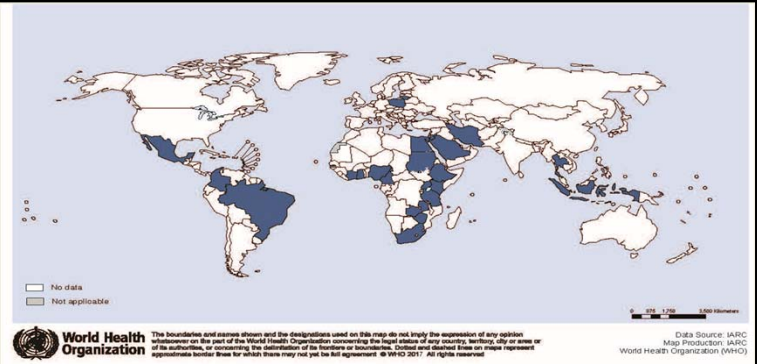 No data
Not applicable
0 875 1,750 3,500 Kilometers
World Health
Organization
The boundaries and names shown and the designations used on this map do not imply the expression of any opinion
whatsoever on the part of the World Health Organization concerning the legal status of any country, territory, city or area or
of its authorities, or concerning the delimitation of its frontiers or boundaries. Dotted and dashed lines on maps represent
approximate border lines for which there may not yet be full agreement. © WHO 2017. All rights reserved
Data Source: IARC
Map Production: IARC
World Health Organization (WHO)